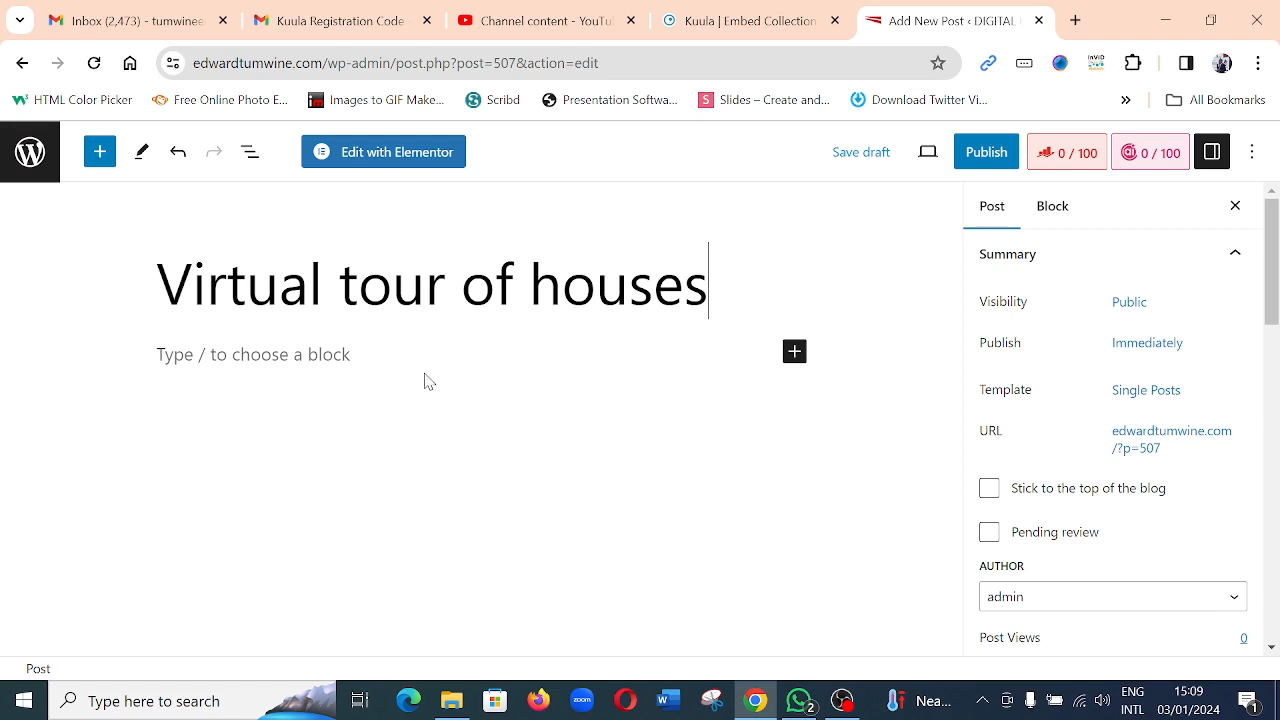 Inbox (2,473) - tumwinee
Kuula Registration Code -
Channel content - YouTu
Kuula | Embed Collection
Add New Post ‹ DIGITAL
edwardtumwine.com/wp-admin/post.php?post=507&action=edit
HTML Color Picker
Free Online Photo E...
Images to GIF Make...
Scribd
Presentation Softwa...
Slides – Create and...
Download Twitter Vi...
All Bookmarks
Edit with Elementor
Save draft
Publish
0 / 100
0 / 100
Virtual tour of houses
Type / to choose a block
Post
Block
Summary
Visibility
Public
Publish
Immediately
Template
Single Posts
URL
edwardtumwine.com
/?p=507
Stick to the top of the blog
Pending review
AUTHOR
admin
Post Views
0
Post
Type here to search
Nea...
ENG
INTL
15:09
03/01/2024